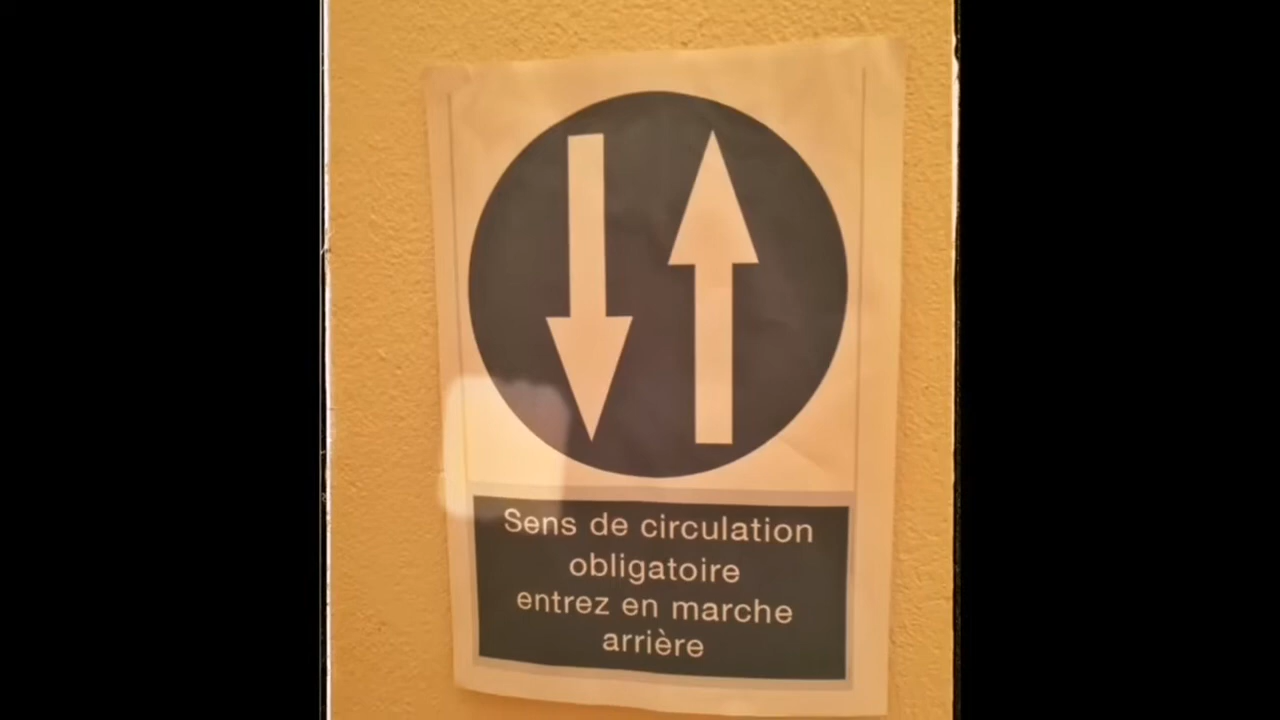 Sens de circulation
obligatoire
entrez en marche
arrière